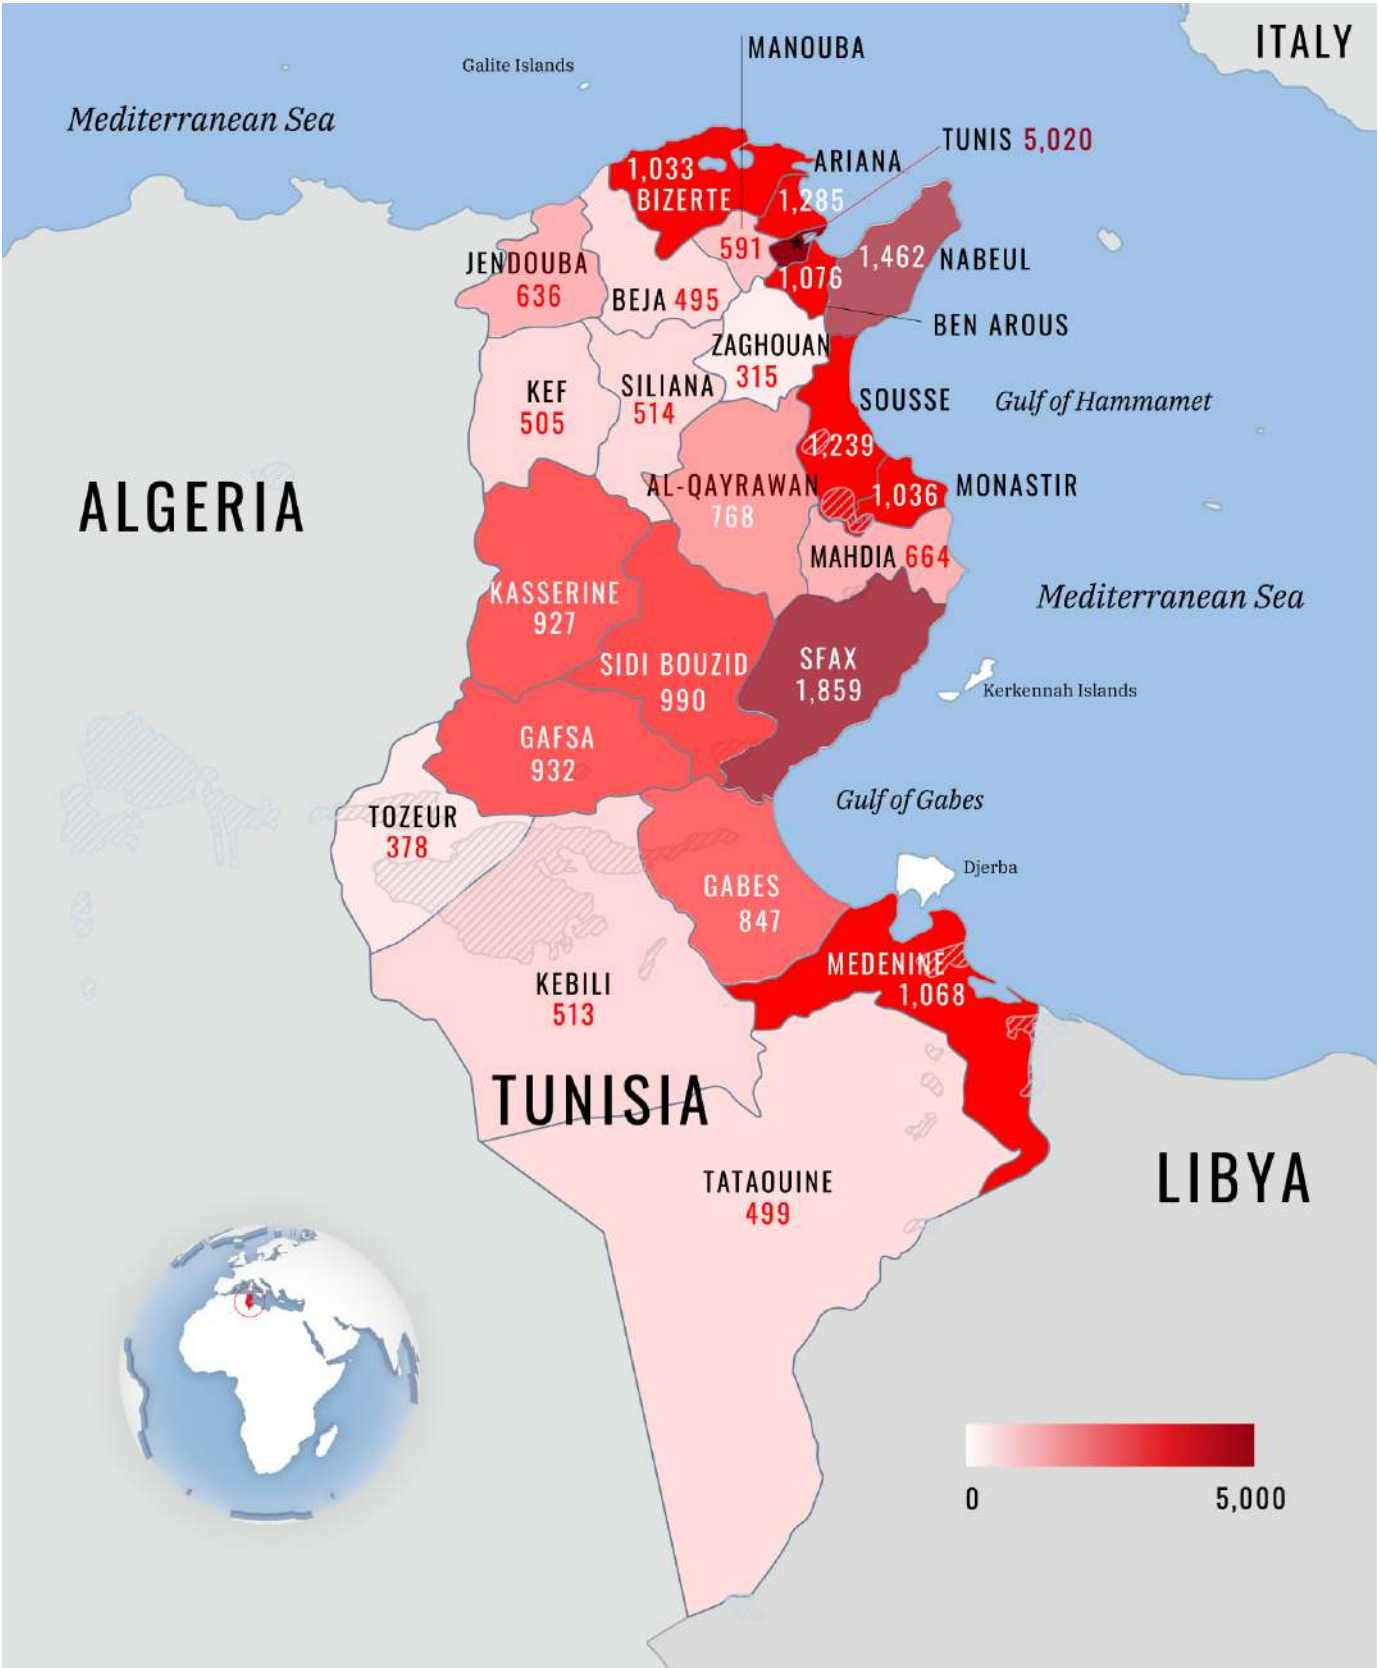 MANOUBA
ITALY
Galite Islands
Mediterranean Sea
TUNIS 5,020
ARIANA
1,033
BIZERTE
1,285
591
1,462 NABEUL
JENDOUBA
636
1,076
BEJA 495
BEN AROUS
ZAGHOUAN
315
KEF
505
SILIANA
514
SOUSSE
Gulf of Hammamet
1,239
ALGERIA
AL-QAYRAWAN
768
1,036 MONASTIR
MAHDIA 664
KASSERINE
927
Mediterranean Sea
SIDI BOUZID
990
SFAX
1,859
Kerkennah Islands
GAFSA
932
Gulf of Gabes
TOZEUR
378
Djerba
GABES
847
MEDENINE
1,068
KEBILI
513
TUNISIA
TATAOUINE
499
LIBYA
0
5,000